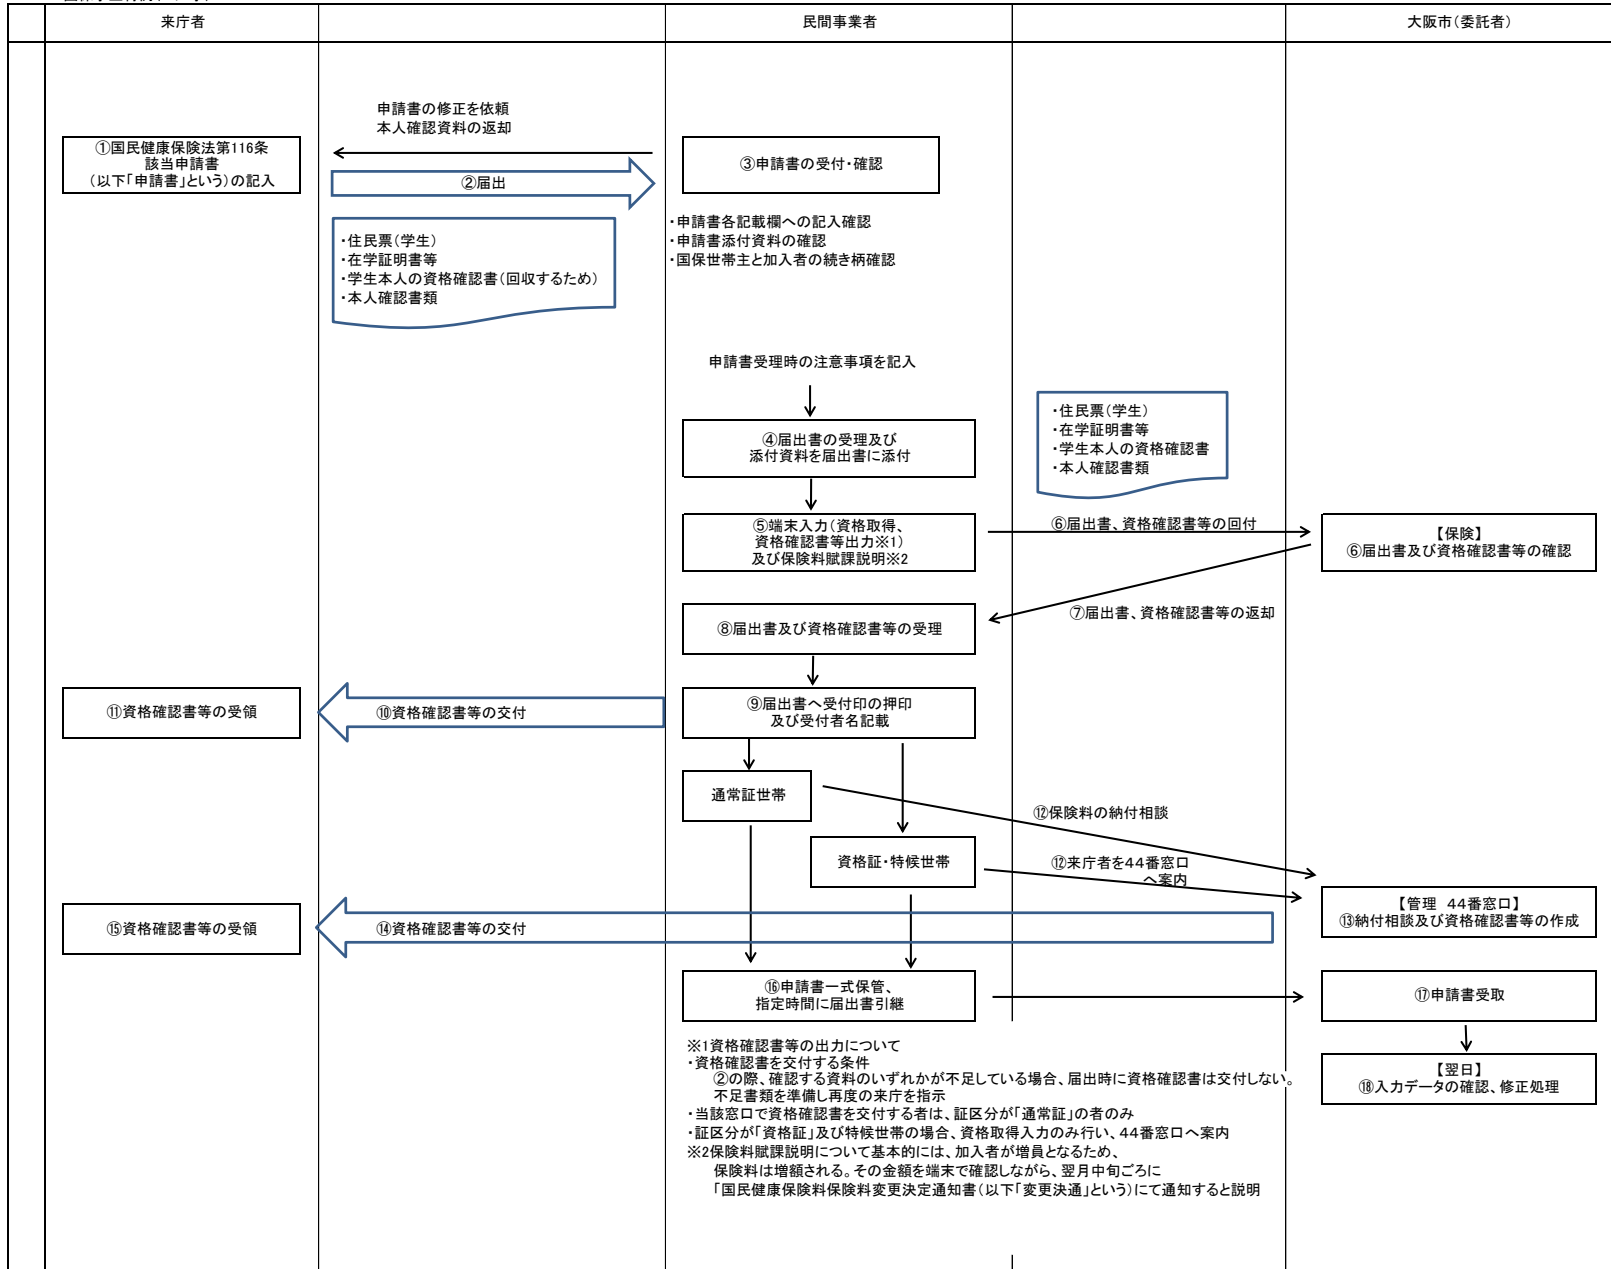 来庁者
民間事業者
大阪市(委託者)
申請書の修正を依頼
本人確認資料の返却
①国民健康保険法第116条
該当申請書
(以下「申請書」という)の記入
②届出
③申請書の受付・確認
・住民票(学生)
・在学証明書等
・学生本人の資格確認書(回収するため)
・本人確認書類
・申請書各記載欄への記入確認
・申請書添付資料の確認
・国保世帯主と加入者の続き柄確認
申請書受理時の注意事項を記入
④届出書の受理及び
添付資料を届出書に添付
・住民票(学生)
・在学証明書等
・学生本人の資格確認書
・本人確認書類
⑤端末入力(資格取得、
資格確認書等出力※1)
及び保険料賦課説明※2
⑥届出書、資格確認書等の回付
【保険】
⑥届出書及び資格確認書等の確認
⑦届出書、資格確認書等の返却
⑧届出書及び資格確認書等の受理
⑨届出書へ受付印の押印
及び受付者名記載
⑩資格確認書等の交付
⑪資格確認書等の受領
通常証世帯
⑫保険料の納付相談
資格証・特候世帯
⑫来庁者を44番窓口
へ案内
【管理 44番窓口】
⑬納付相談及び資格確認書等の作成
⑭資格確認書等の交付
⑮資格確認書等の受領
⑯申請書一式保管、
指定時間に届出書引継
⑰申請書受取
【翌日】
⑱入力データの確認、修正処理
※1資格確認書等の出力について
・資格確認書を交付する条件
②の際、確認する資料のいずれかが不足している場合、届出時に資格確認書は交付しない。
不足書類を準備し再度の来庁を指示
・当該窓口で資格確認書を交付する者は、証区分が「通常証」の者のみ
・証区分が「資格証」及び特候世帯の場合、資格取得入力のみ行い、44番窓口へ案内
※2保険料賦課説明について基本的には、加入者が増員となるため、
保険料は増額される。その金額を端末で確認しながら、翌月中旬ごろに
「国民健康保険料保険料変更決定通知書(以下「変更決通」という)にて通知すると説明